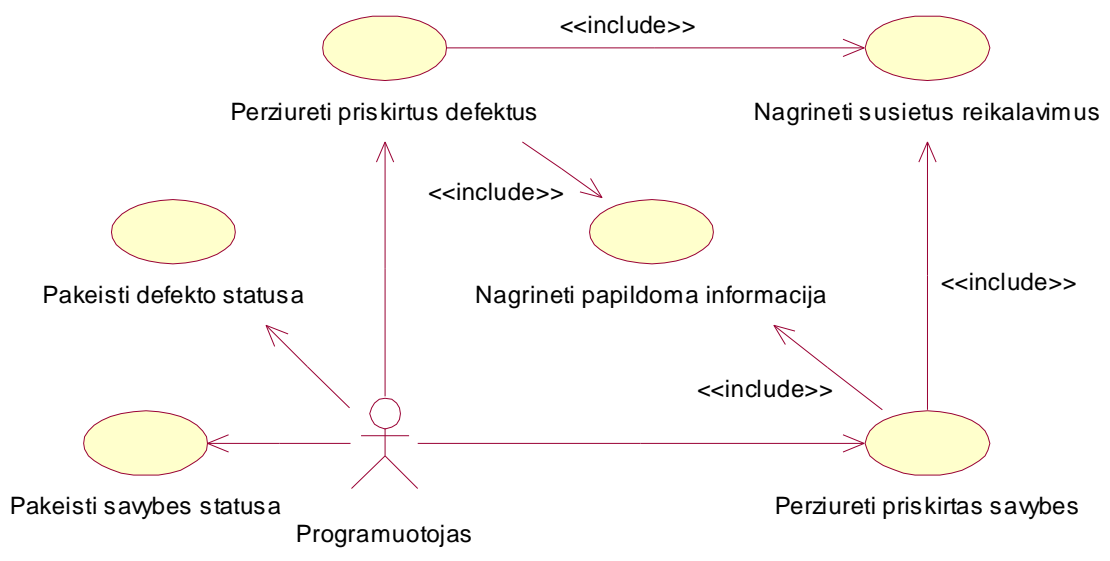 <<include>>
Perziureti priskirtus defektus
Nagrineti susietus reikalavimus
<<include>>
Pakeisti defekto statusa
Nagrineti papildoma informacija
<<include>>
<<include>>
Pakeisti savybes statusa
Perziureti priskirtas savybes
Programuotojas